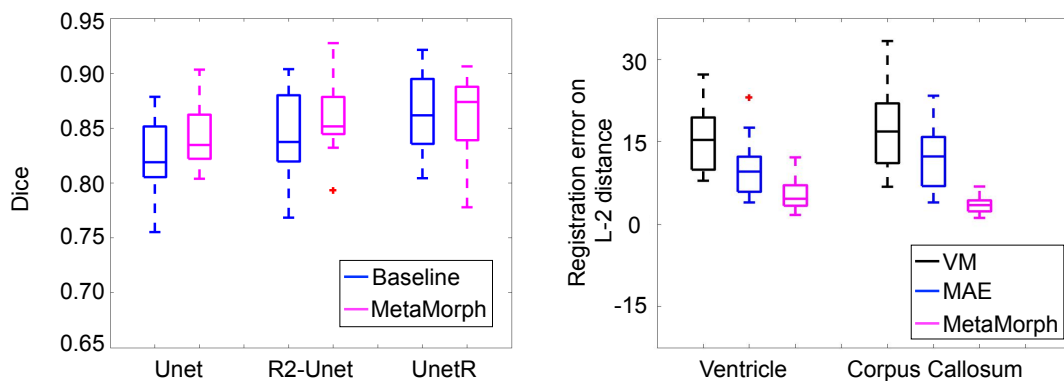 0.95
0.90
0.85
0.80
0.75
0.70
0.65
Dice
Baseline
MetaMorph
Unet
R2-Unet
UnetR
30
15
0
-15
Registration error on
L-2 distance
VM
MAE
MetaMorph
Ventricle
Corpus Callosum